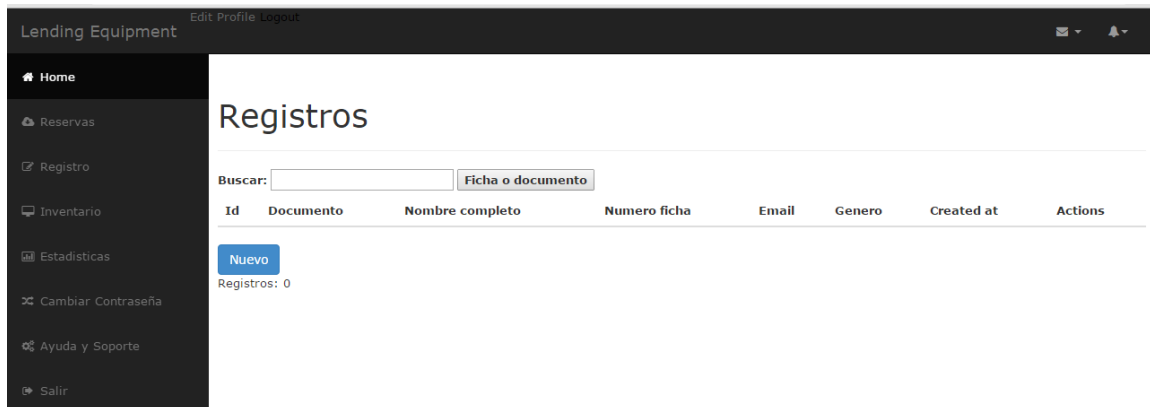 Edit Profile Logout
Lending Equipment
Home
Reservas
Registro
Inventario
Estadisticas
Cambiar Contraseña
Ayuda y Soporte
Salir
Registros
Buscar: Ficha o documento
Id Documento Nombre completo Numero ficha Email Genero Created at Actions
Nuevo
Registros: 0